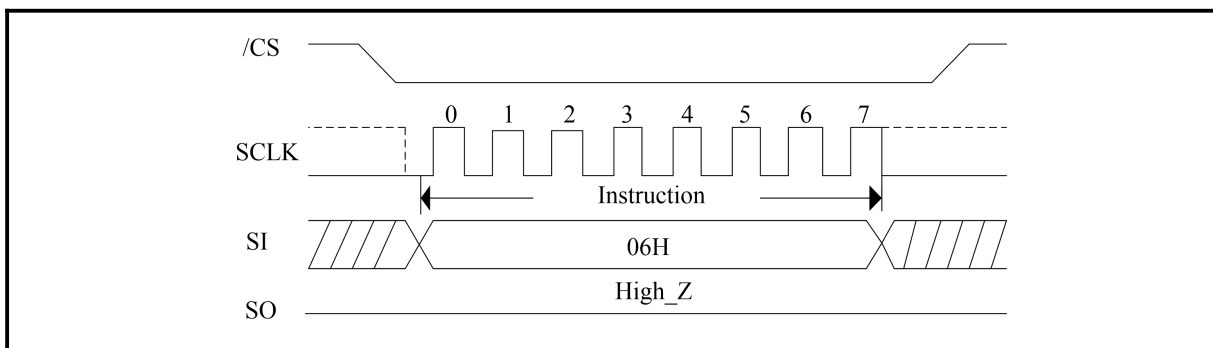 /CS
0 1 2 3 4 5 6 7
SCLK
Instruction
SI
06H
High_Z
SO